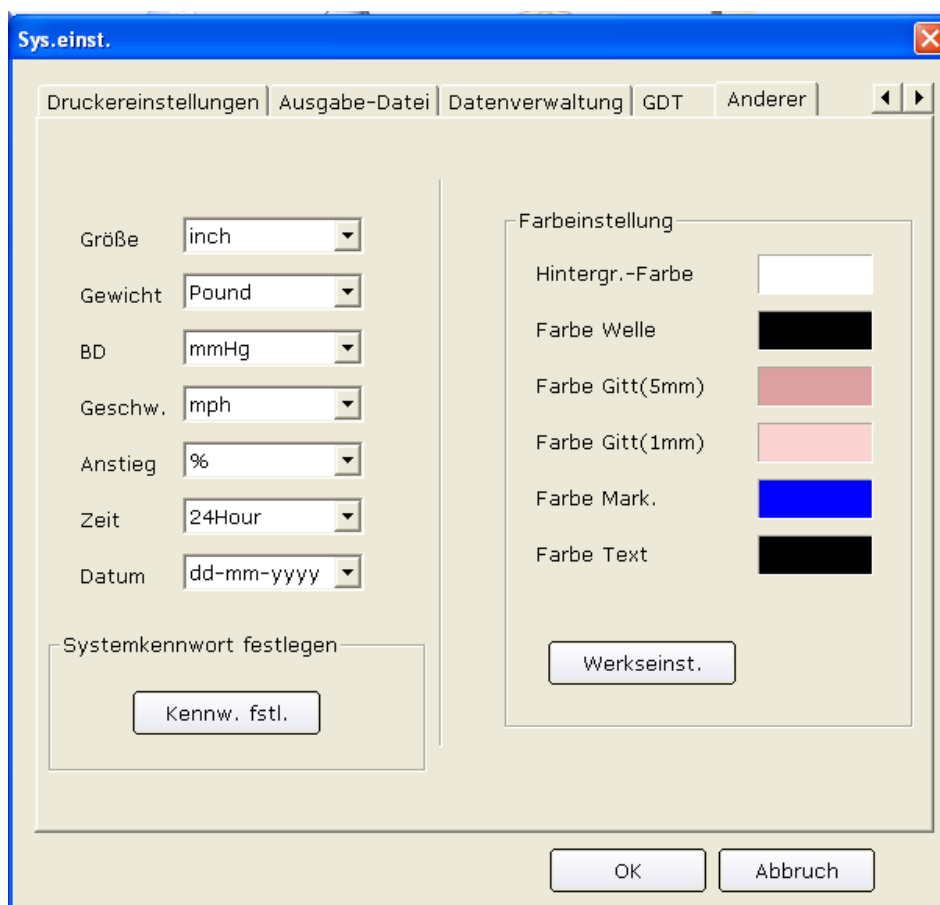 Sys.einst.
Druckereinstellungen Ausgabe-Datei Datenverwaltung GDT Anderer
Größe inch
Gewicht Pound
BD mmHg
Geschw. mph
Anstieg %
Zeit 24Hour
Datum dd-mm-yyyy
Systemkennwort festlegen
Kennw. fstl.
Farbeinstellung
Hintergr.-Farbe
Farbe Welle
Farbe Gitt(5mm)
Farbe Gitt(1mm)
Farbe Mark.
Farbe Text
Werkseinst.
OK Abbruch